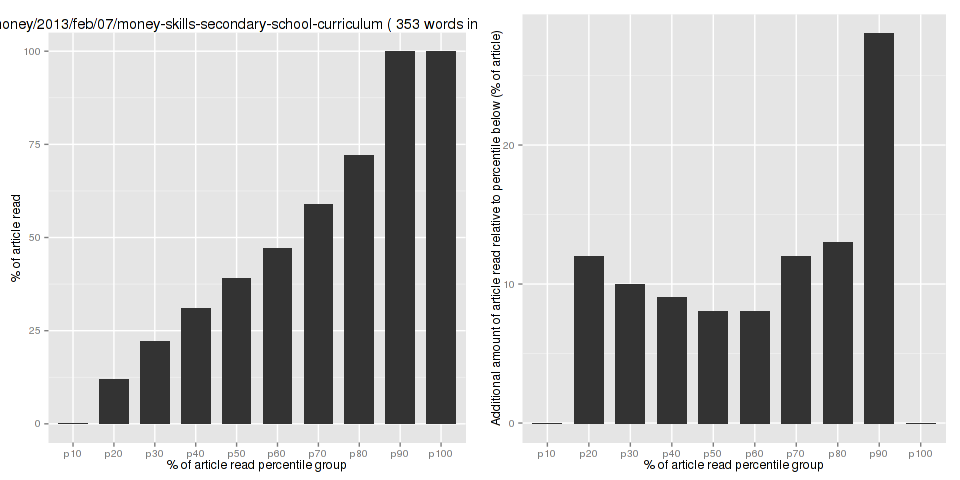 oney/2013/feb/07/money-skills-secondary-school-curriculum ( 353 words in
% of article read
100
75
50
25
0
p10 p20 p30 p40 p50 p60 p70 p80 p90 p100
% of article read percentile group
Additional amount of article read relative to percentile below (% of article)
20
10
0
p10 p20 p30 p40 p50 p60 p70 p80 p90 p100
% of article read percentile group